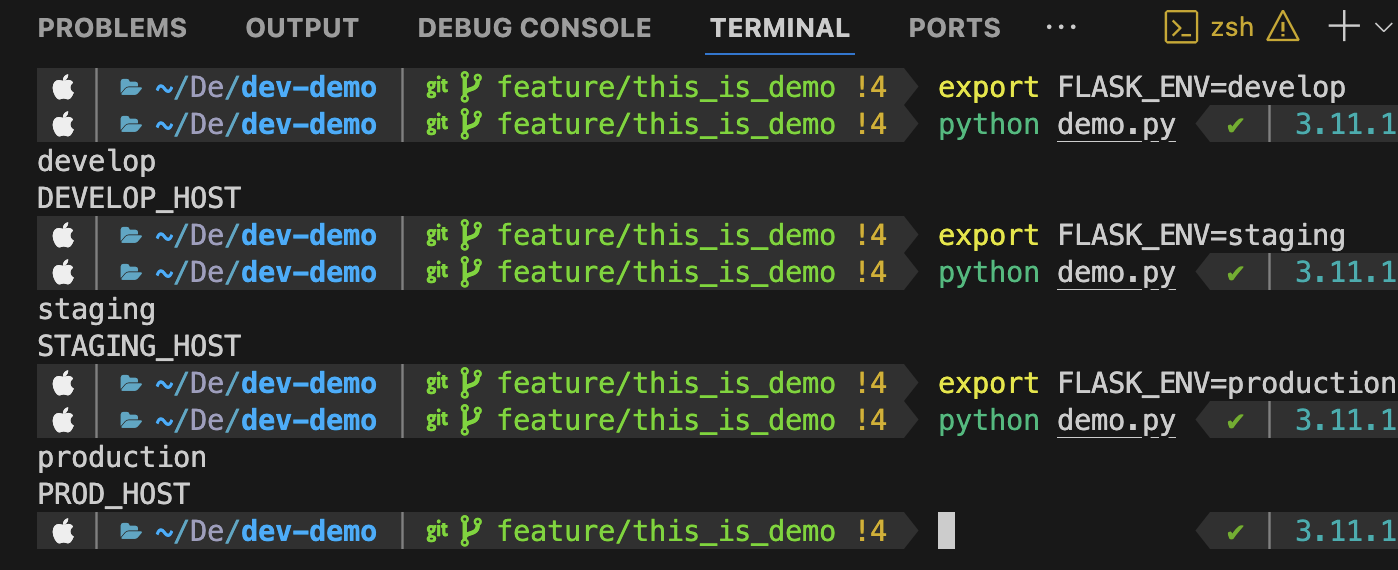 PROBLEMS OUTPUT DEBUG CONSOLE TERMINAL PORTS ··· zsh
~/De/dev-demo git feature/this_is_demo !4 export FLASK_ENV=develop
~/De/dev-demo git feature/this_is_demo !4 python demo.py ✔ 3.11.1
develop
DEVELOP_HOST
~/De/dev-demo git feature/this_is_demo !4 export FLASK_ENV=staging
~/De/dev-demo git feature/this_is_demo !4 python demo.py ✔ 3.11.1
staging
STAGING_HOST
~/De/dev-demo git feature/this_is_demo !4 export FLASK_ENV=production
~/De/dev-demo git feature/this_is_demo !4 python demo.py ✔ 3.11.1
production
PROD_HOST
~/De/dev-demo git feature/this_is_demo !4 ✔ 3.11.1